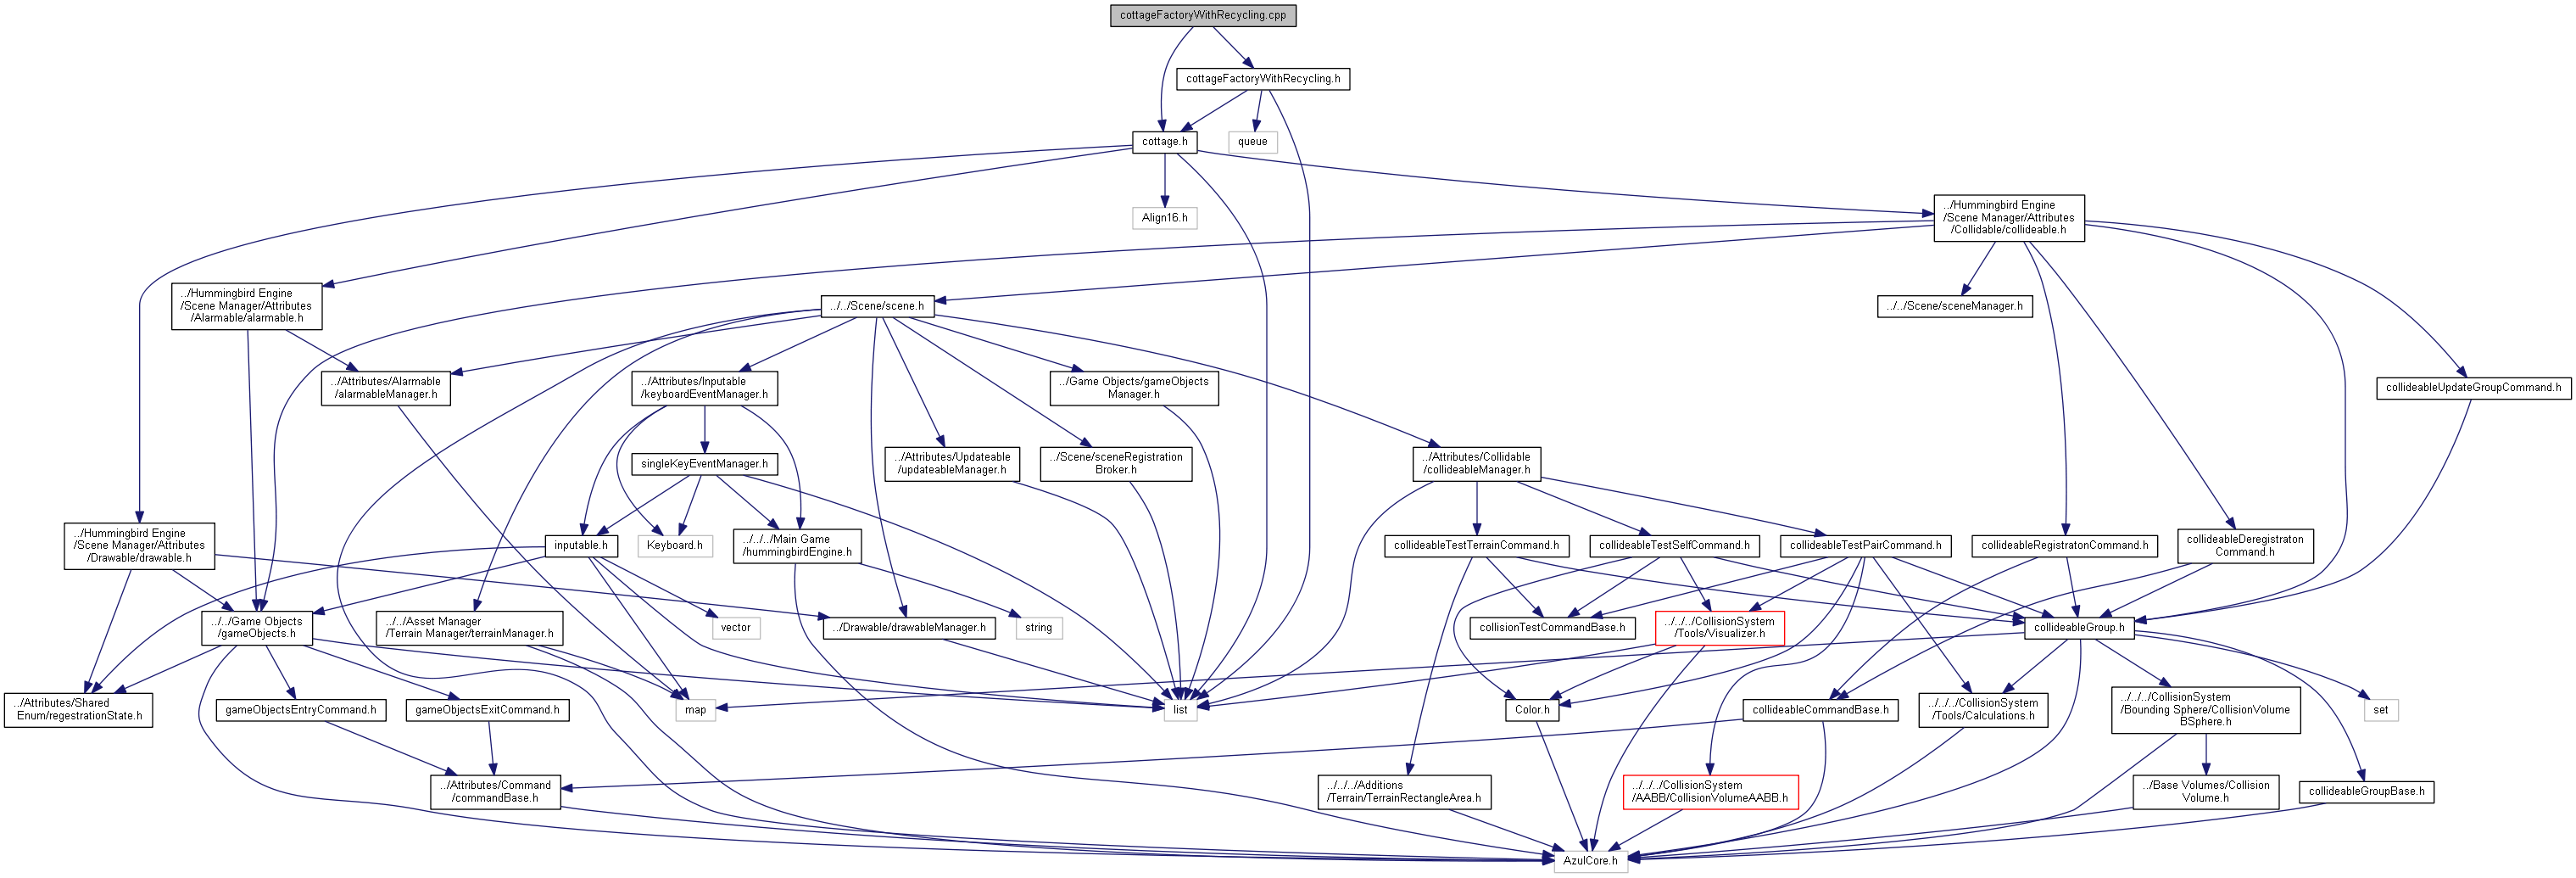 cottageFactoryWithRecycling.cpp
cottageFactoryWithRecycling.h
cottage.h
queue
Align16.h
../Hummingbird Engine
/Scene Manager/Attributes
/Collidable/collideable.h
../Hummingbird Engine
/Scene Manager/Attributes
/Alarmable/alarmable.h
../../Scene/scene.h
../../Scene/sceneManager.h
../Attributes/Alarmable
/alarmableManager.h
../Attributes/Inputable
/keyboardEventManager.h
../Game Objects/gameObjects
Manager.h
collideableUpdateGroupCommand.h
singleKeyEventManager.h
../Attributes/Updateable
/updateableManager.h
../Scene/sceneRegistration
Broker.h
../Attributes/Collidable
/collideableManager.h
../Hummingbird Engine
/Scene Manager/Attributes
/Drawable/drawable.h
inputable.h
Keyboard.h
../../../Main Game
/hummingbirdEngine.h
collideableTestTerrainCommand.h
collideableTestSelfCommand.h
collideableTestPairCommand.h
collideableRegistratonCommand.h
collideableDeregistraton
Command.h
../../Game Objects
/gameObjects.h
../../Asset Manager
/Terrain Manager/terrainManager.h
vector
../Drawable/drawableManager.h
string
collisionTestCommandBase.h
../../../CollisionSystem
/Tools/Visualizer.h
collideableGroup.h
../Attributes/Shared
Enum/regestrationState.h
gameObjectsEntryCommand.h
gameObjectsExitCommand.h
map
list
Color.h
collideableCommandBase.h
../../../CollisionSystem
/Tools/Calculations.h
../../../CollisionSystem
/Bounding Sphere/CollisionVolume
BSphere.h
set
../Attributes/Command
/commandBase.h
../../../Additions
/Terrain/TerrainRectangleArea.h
../../../CollisionSystem
/AABB/CollisionVolumeAABB.h
../Base Volumes/Collision
Volume.h
collideableGroupBase.h
AzulCore.h